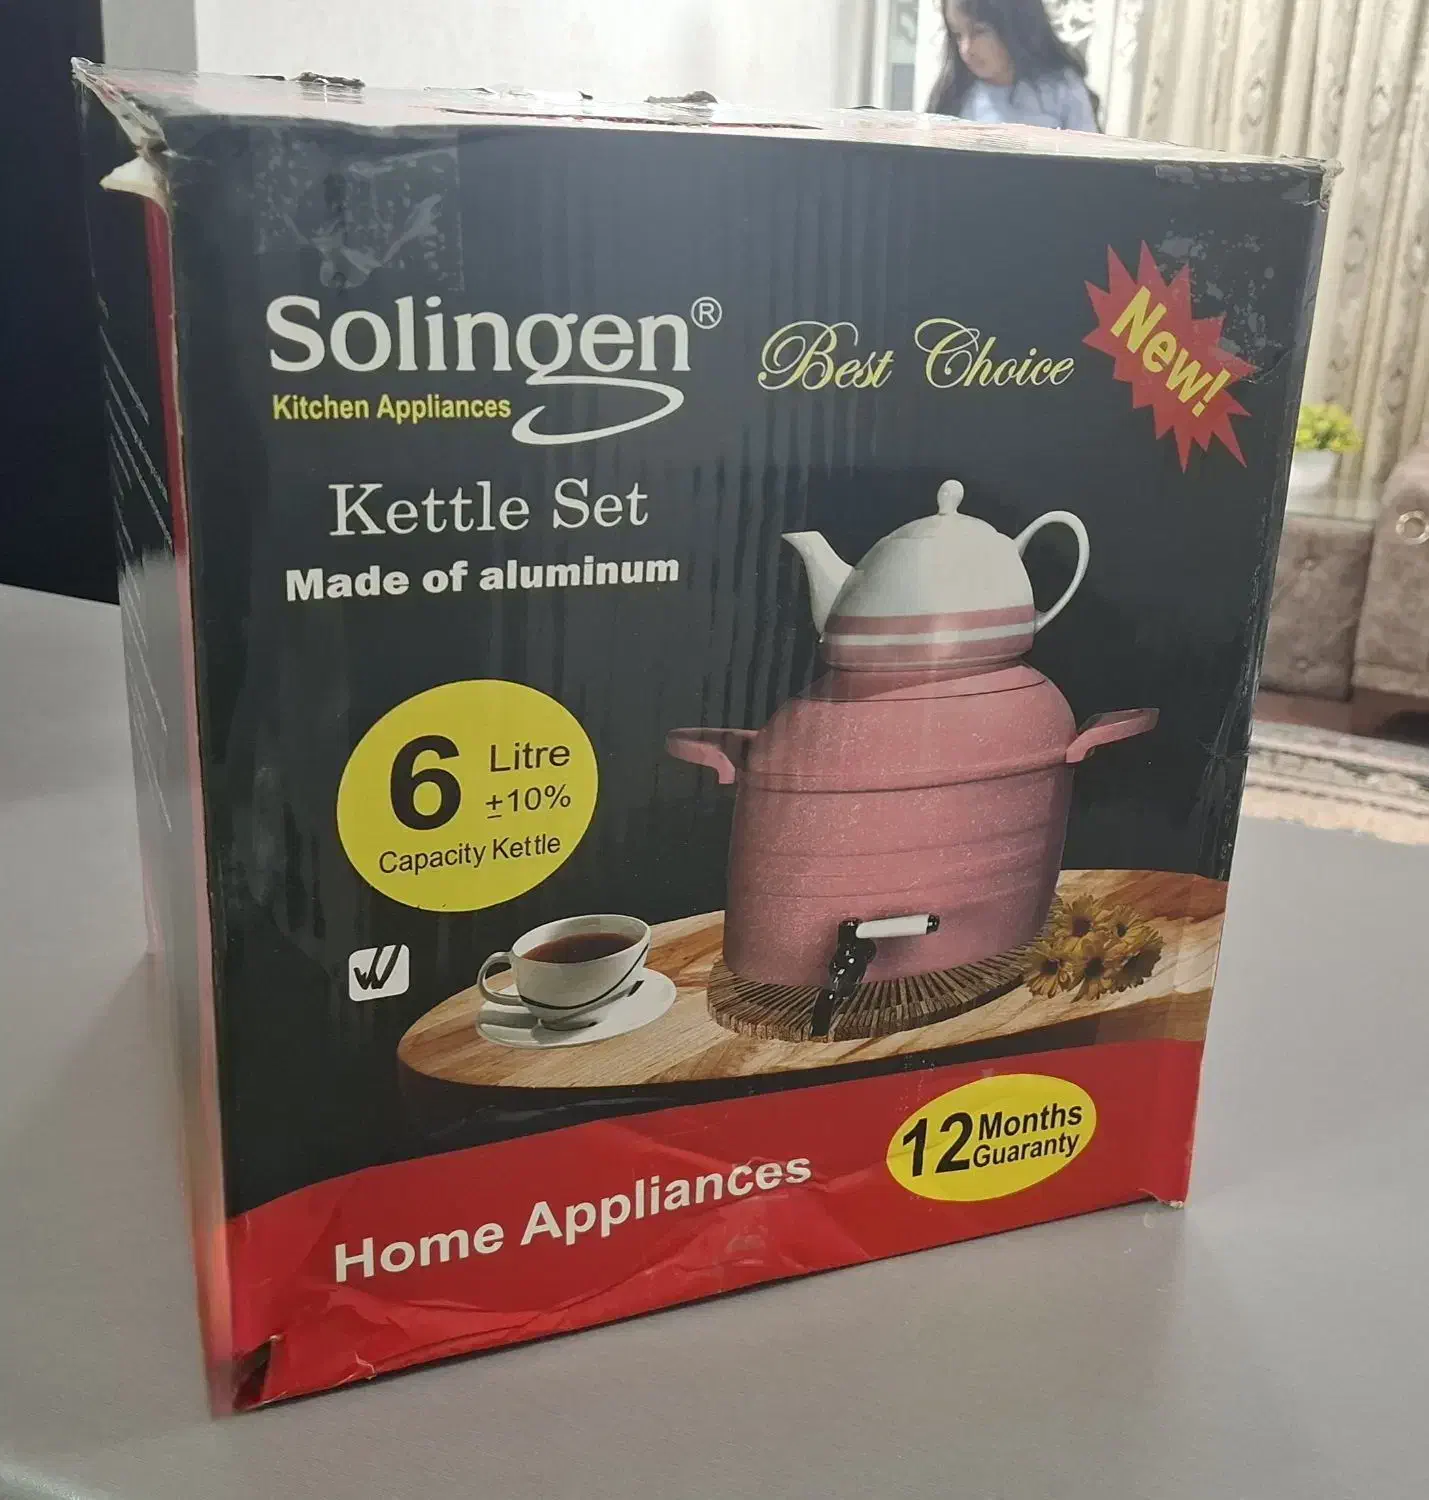 Solingen®
Kitchen Appliances
Best Choice
New!
Kettle Set
Made of aluminum
6 Litre
±10%
Capacity Kettle
Home Appliances
12 Months
Guaranty